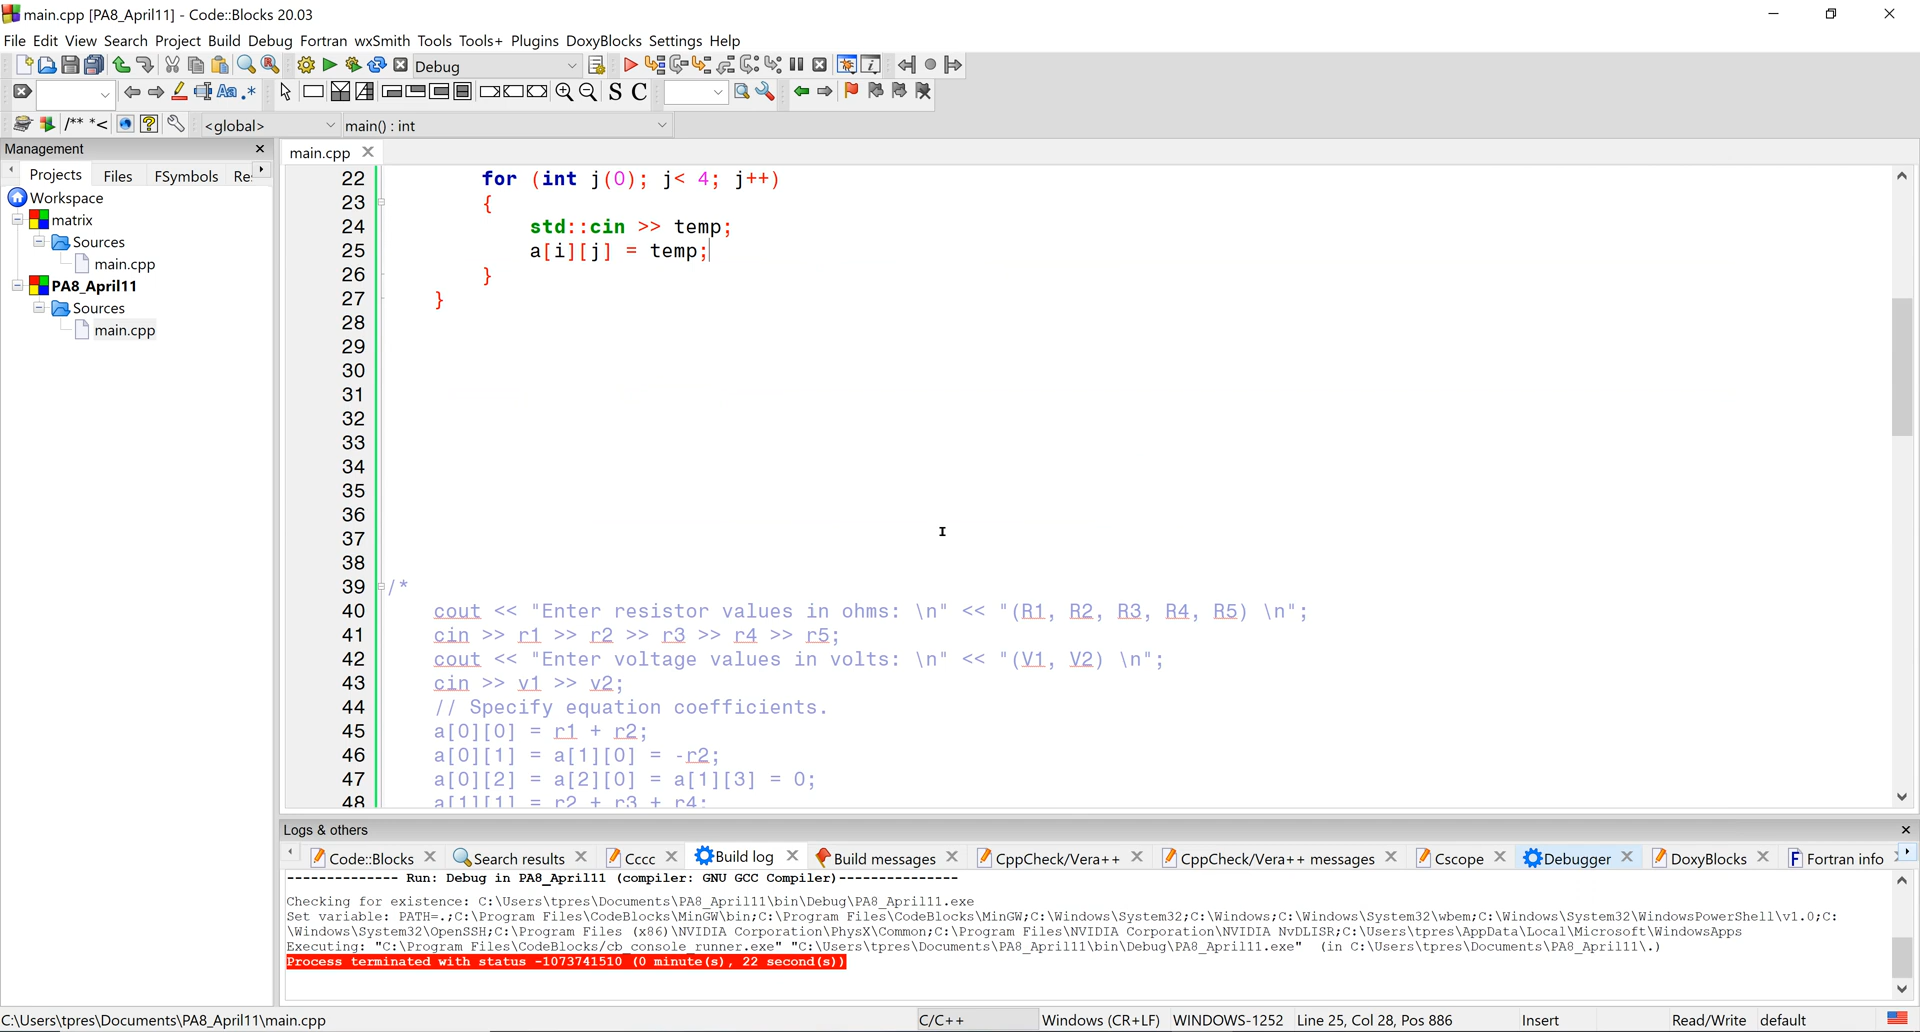 main.cpp [PA8_April11] - Code::Blocks 20.03
File Edit View Search Project Build Debug Fortran wxSmith Tools Tools+ Plugins DoxyBlocks Settings Help
Debug
Aa .* S C
/** *< <global> main() : int
Management
main.cpp
Projects Files FSymbols Re
Workspace
matrix
Sources
main.cpp
PA8_April11
Sources
main.cpp
22 for (int j(0); j< 4; j++)
23 {
24 std::cin >> temp;
25 a[i][j] = temp;
26 }
27 }
28
29
30
31
32
33
34
35
36
37
38
39 /*
40 cout << "Enter resistor values in ohms: \n" << "(R1, R2, R3, R4, R5) \n";
41 cin >> r1 >> r2 >> r3 >> r4 >> r5;
42 cout << "Enter voltage values in volts: \n" << "(V1, V2) \n";
43 cin >> v1 >> v2;
44 // Specify equation coefficients.
45 a[0][0] = r1 + r2;
46 a[0][1] = a[1][0] = -r2;
47 a[0][2] = a[2][0] = a[1][3] = 0;
48 a[1][1] = r2 + r3 + r4;
Logs & others
Code::Blocks Search results Cccc Build log Build messages CppCheck/Vera++ CppCheck/Vera++ messages Cscope Debugger DoxyBlocks Fortran info
-------------- Run: Debug in PA8_April11 (compiler: GNU GCC Compiler)---------------
Checking for existence: C:\Users\tpres\Documents\PA8_April11\bin\Debug\PA8_April11.exe
Set variable: PATH=.;C:\Program Files\CodeBlocks\MinGW\bin;C:\Program Files\CodeBlocks\MinGW;C:\Windows\System32;C:\Windows;C:\Windows\System32\wbem;C:\Windows\System32\WindowsPowerShell\v1.0;C:
\Windows\System32\OpenSSH;C:\Program Files (x86)\NVIDIA Corporation\PhysX\Common;C:\Program Files\NVIDIA Corporation\NVIDIA NvDLISR;C:\Users\tpres\AppData\Local\Microsoft\WindowsApps
Executing: "C:\Program Files\CodeBlocks/cb_console_runner.exe" "C:\Users\tpres\Documents\PA8_April11\bin\Debug\PA8_April11.exe" (in C:\Users\tpres\Documents\PA8_April11\.)
Process terminated with status -1073741510 (0 minute(s), 22 second(s))
C:\Users\tpres\Documents\PA8_April11\main.cpp C/C++ Windows (CR+LF) WINDOWS-1252 Line 25, Col 28, Pos 886 Insert Read/Write default